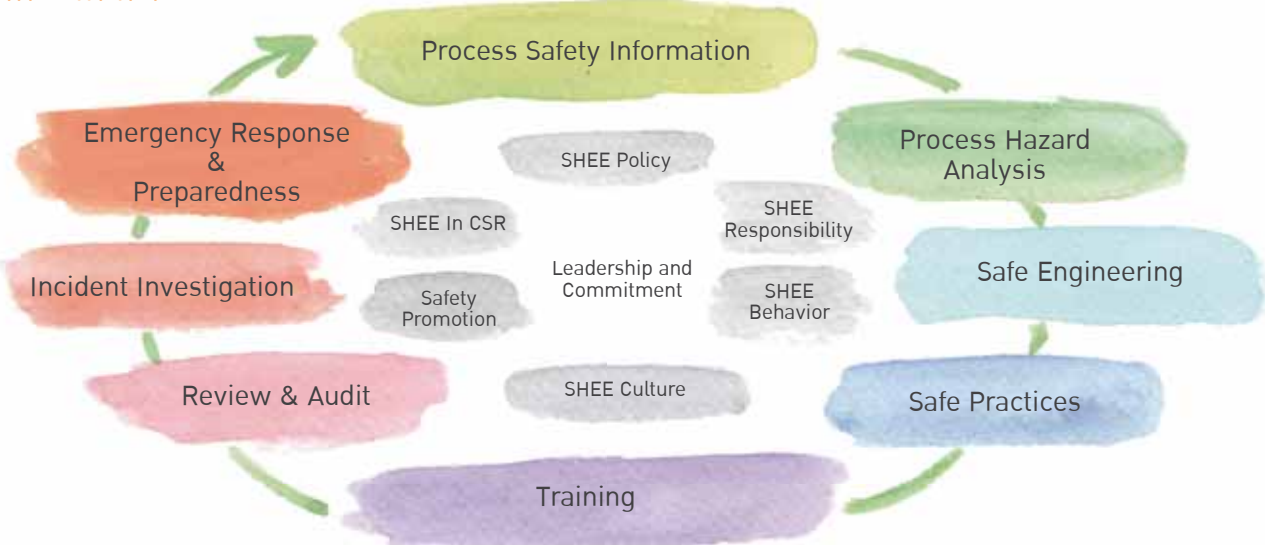 Process Safety Information
Emergency Response
&
Preparedness
Process Hazard
Analysis
SHEE Policy
SHEE In CSR
SHEE
Responsibility
Leadership and
Commitment
Incident Investigation
Safe Engineering
Safety
Promotion
SHEE
Behavior
Review & Audit
SHEE Culture
Safe Practices
Training